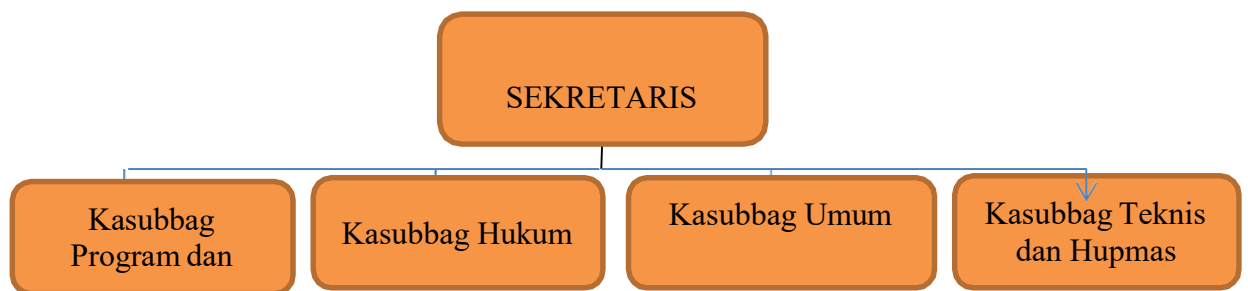 SEKRETARIS
Kasubbag
Program dan
Kasubbag Hukum
Kasubbag Umum
Kasubbag Teknis
dan Hupmas